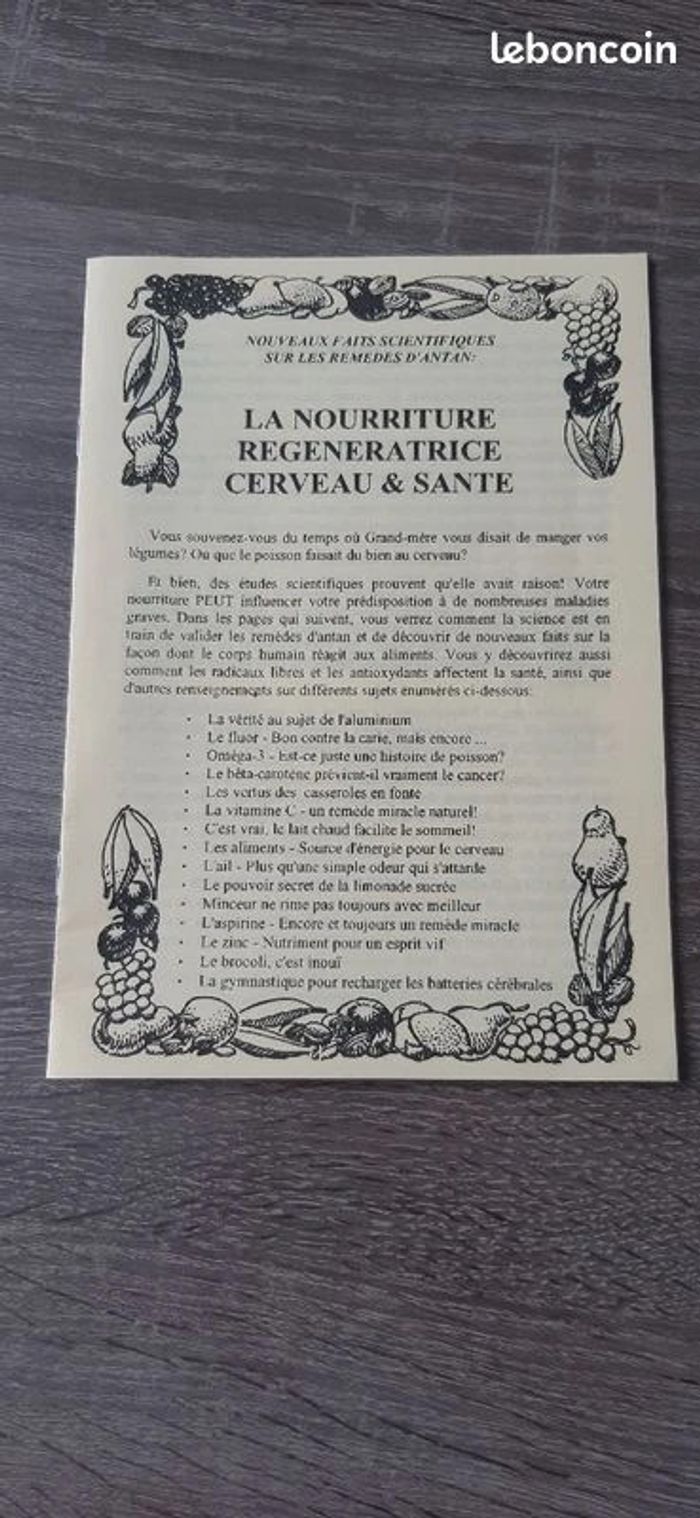 leboncoin
NOUVEAUX FAITS SCIENTIFIQUES
SUR LES REMEDES D'ANTAN:
LA NOURRITURE
REGENERATRICE
CERVEAU & SANTE
Vous souvenez-vous du temps où Grand-mère vous disait de manger vos
légumes? Ou que le poisson faisait du bien au cerveau?
Et bien, des études scientifiques prouvent qu'elle avait raison! Votre
nourriture PEUT influencer votre prédisposition à de nombreuses maladies
graves. Dans les pages qui suivent, vous verrez comment la science est en
train de valider les remèdes d'antan et de découvrir de nouveaux faits sur la
façon dont le corps humain réagit aux aliments. Vous y découvrirez aussi
comment les radicaux libres et les antioxydants affectent la santé, ainsi que
d'autres renseignements sur différents sujets enumérés ci-dessous:
• La vérité au sujet de l'aluminium
• Le fluor - Bon contre la carie, mais encore ...
• Oméga-3 - Est-ce juste une histoire de poisson?
• Le bêta-carotène prévient-il vraiment le cancer?
• Les vertus des casseroles en fonte
• La vitamine C - un remède miracle naturel!
• C'est vrai, le lait chaud facilite le sommeil!
• Les aliments - Source d'énergie pour le cerveau
• L'ail - Plus qu'une simple odeur qui s'attarde
• Le pouvoir secret de la limonade sucrée
• Minceur ne rime pas toujours avec meilleur
• L'aspirine - Encore et toujours un remède miracle
• Le zinc - Nutriment pour un esprit vif
• Le brocoli, c'est inouï
• La gymnastique pour recharger les batteries cérébrales